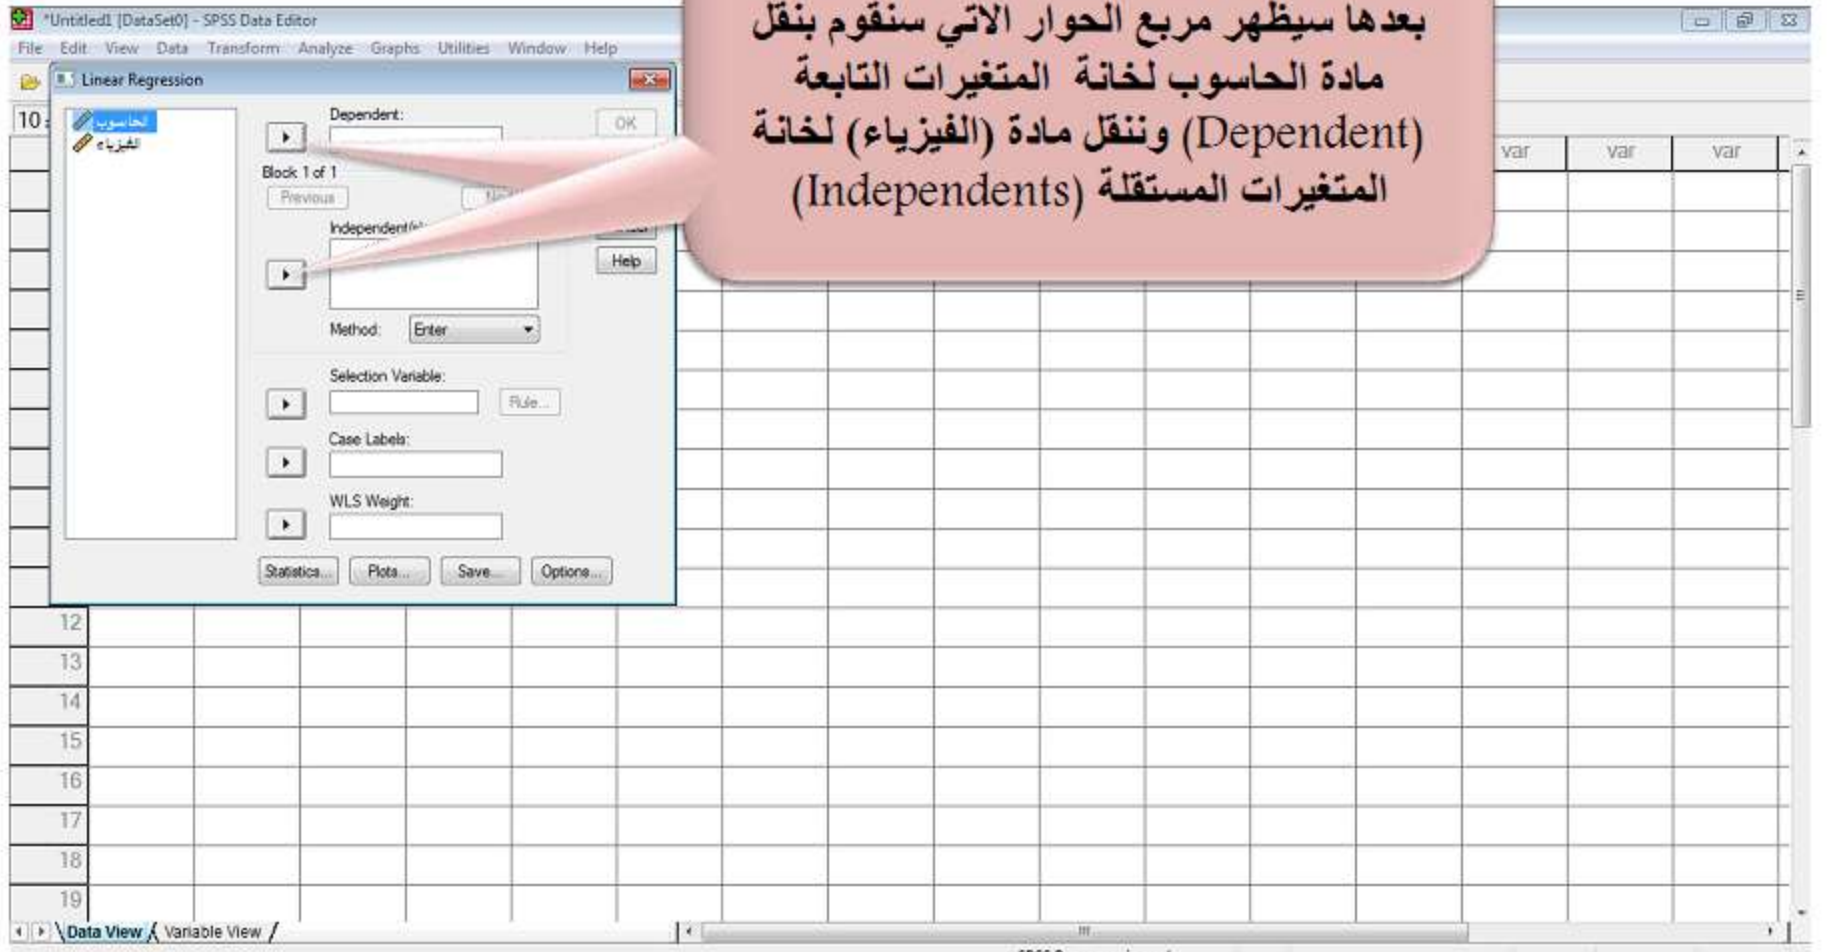 *Untitled1 [DataSet0] - SPSS Data Editor
File Edit View Data Transform Analyze Graphs Utilities Window Help
بعدها سيظهر مربع الحوار الاتي سنقوم بنقل
مادة الحاسوب لخانة المتغيرات التابعة
(Dependent) وننقل مادة (الفيزياء) لخانة
المتغيرات المستقلة (Independents)
Linear Regression
10 :
الحاسوب
الفيزياء
Dependent:
OK
Block 1 of 1
Previous
Independent(s):
Help
Method: Enter
Selection Variable:
Rule...
Case Labels:
WLS Weight:
Statistics... Plots... Save... Options...
var var var
12
13
14
15
16
17
18
19
Data View Variable View